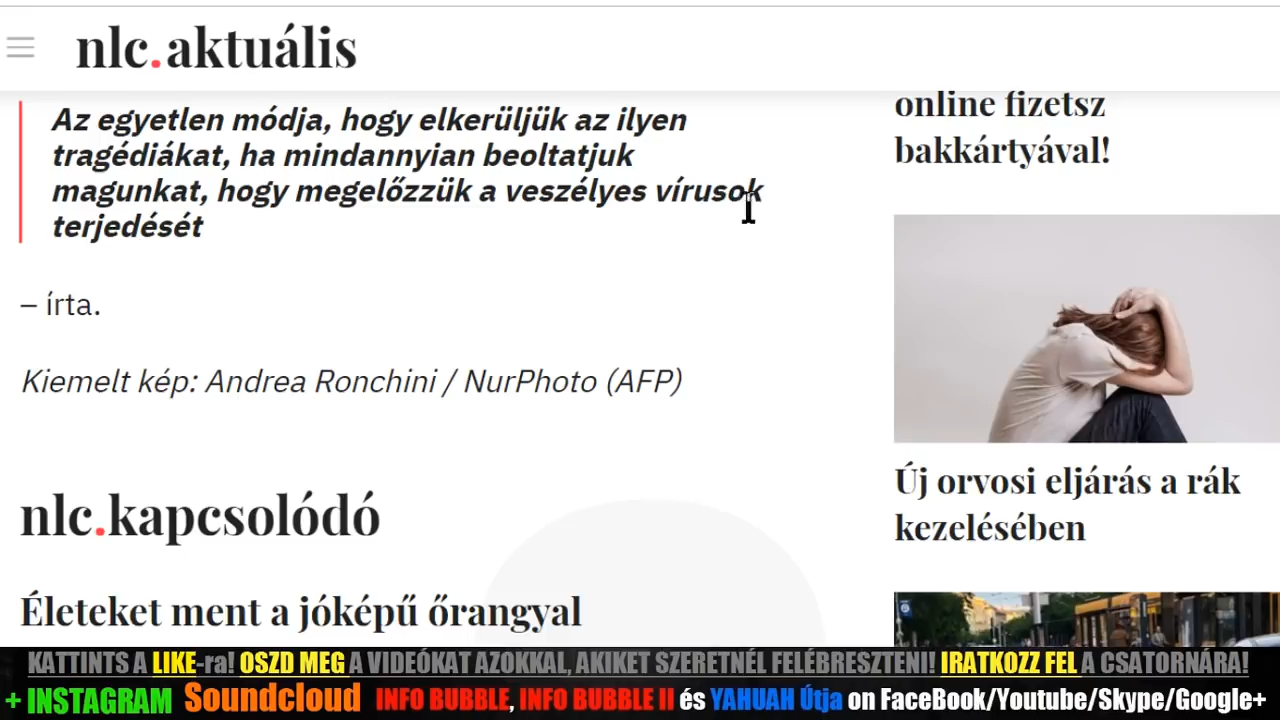 nlc.aktuális
Az egyetlen módja, hogy elkerüljük az ilyen
tragédiákat, ha mindannyian beoltatjuk
magunkat, hogy megelőzzük a veszélyes vírusok
terjedését
– írta.
Kiemelt kép: Andrea Ronchini / NurPhoto (AFP)
nlc.kapcsolódó
Életeket ment a jóképű őrangyal
online fizetsz
bakkártyával!
Új orvosi eljárás a rák
kezelésében
KATTINTS A LIKE-ra! OSZD MEG A VIDEÓKAT AZOKKAL, AKIKET SZERETNÉL FELÉBRESZTENI! IRATKOZZ FEL A CSATORNÁRA!
+ INSTAGRAM Soundcloud INFO BUBBLE, INFO BUBBLE II és YAHUAH Útja on FaceBook/Youtube/Skype/Google+